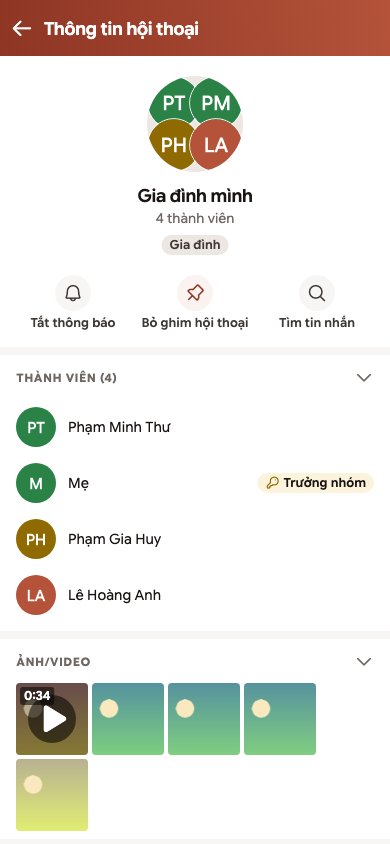 Thông tin hội thoại
PT PM
PH LA
Gia đình mình
4 thành viên
Gia đình
Tắt thông báo
Bỏ ghim hội thoại
Tìm tin nhắn
THÀNH VIÊN (4)
PT Phạm Minh Thư
M Mẹ Trưởng nhóm
PH Phạm Gia Huy
LA Lê Hoàng Anh
ẢNH/VIDEO
0:34